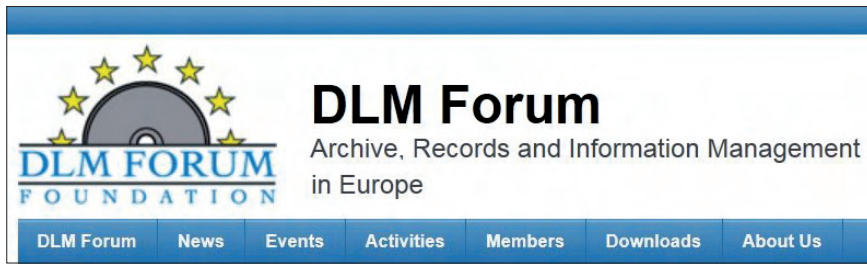 DLM FORUM
FOUNDATION
DLM Forum
Archive, Records and Information Management
in Europe
DLM Forum News Events Activities Members Downloads About Us